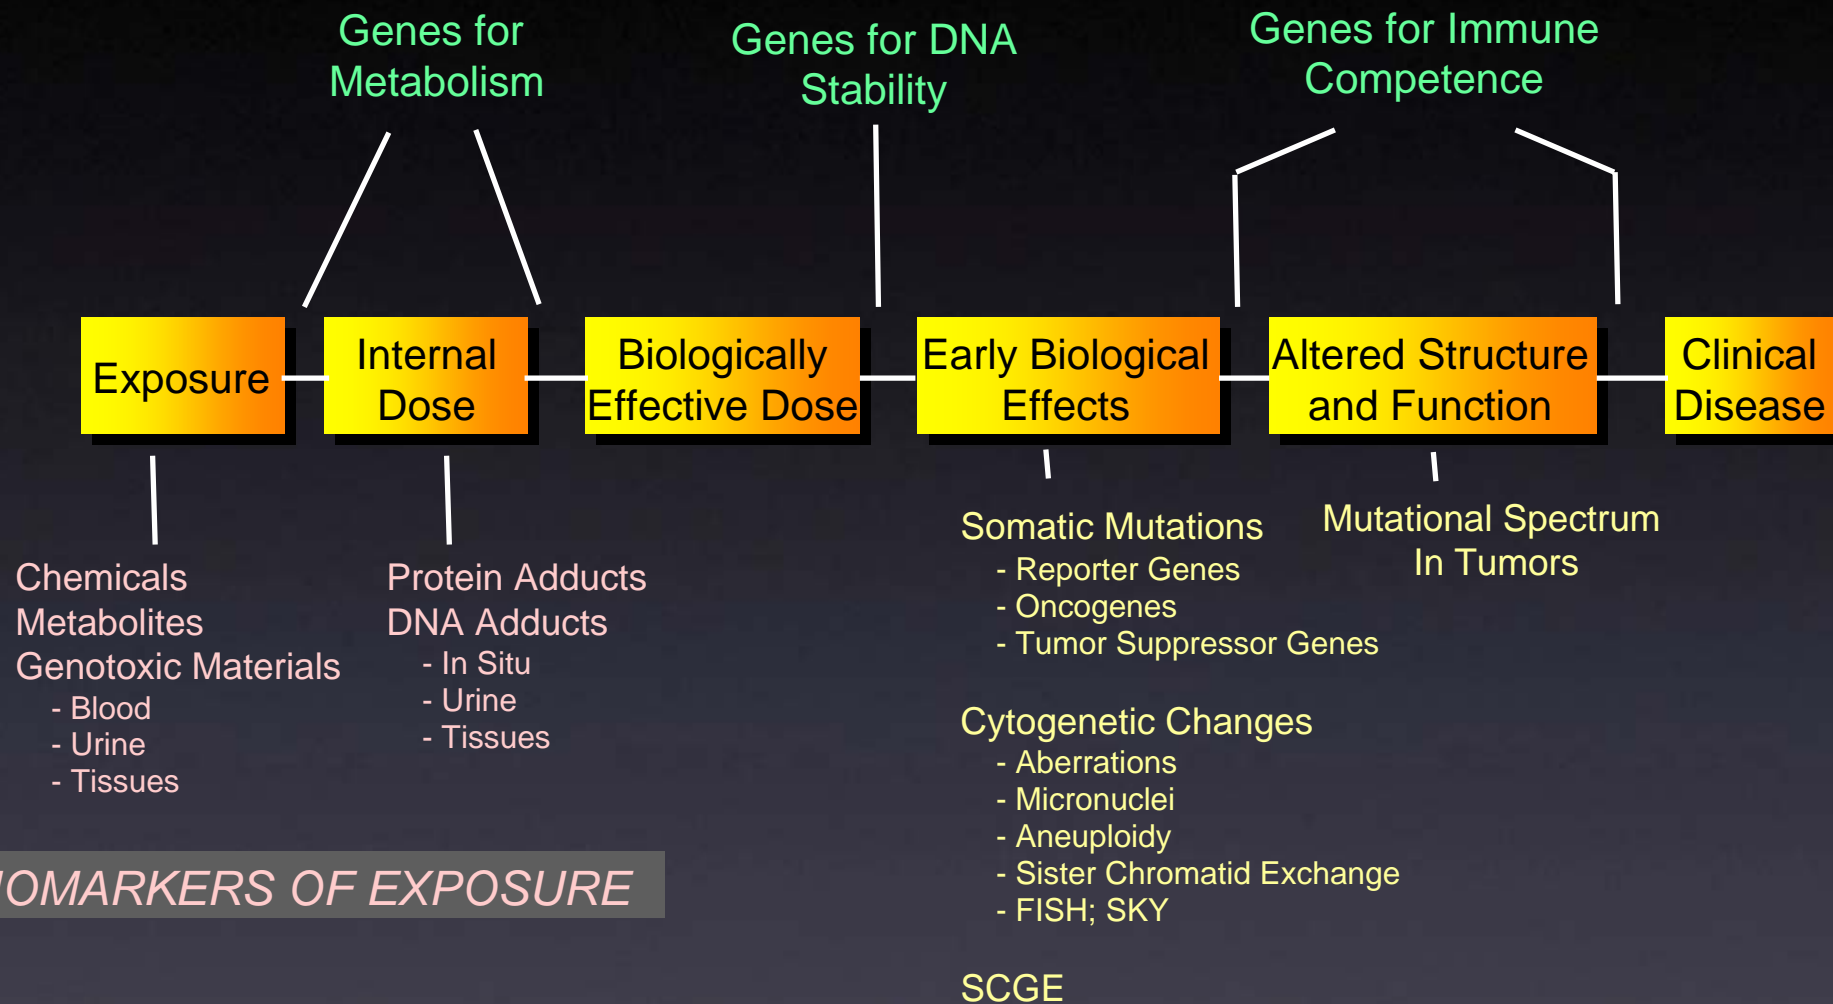 Genes for
Metabolism
Genes for DNA
Stability
Genes for Immune
Competence
Exposure
Internal
Dose
Biologically
Effective Dose
Early Biological
Effects
Altered Structure
and Function
Clinical
Disease
Chemicals
Metabolites
Genotoxic Materials
- Blood
- Urine
- Tissues
Protein Adducts
DNA Adducts
- In Situ
- Urine
- Tissues
Somatic Mutations
- Reporter Genes
- Oncogenes
- Tumor Suppressor Genes
Cytogenetic Changes
- Aberrations
- Micronuclei
- Aneuploidy
- Sister Chromatid Exchange
- FISH; SKY
SCGE
Mutational Spectrum
In Tumors
IOMARKERS OF EXPOSURE